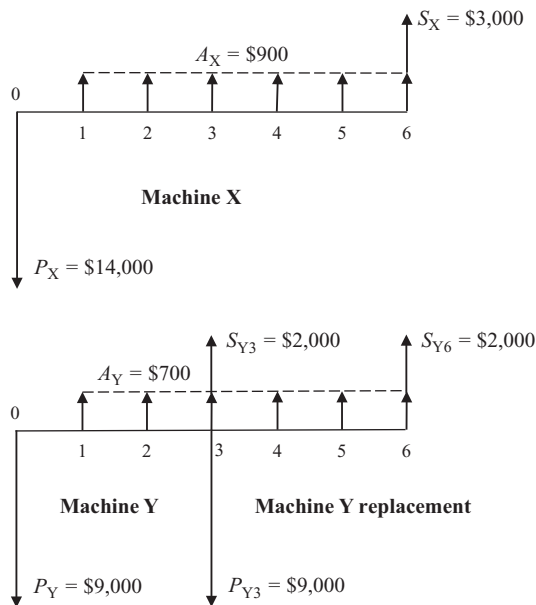 S_X = $3,000
A_X = $900
0
1 2 3 4 5 6
Machine X
P_X = $14,000
S_Y3 = $2,000 S_Y6 = $2,000
A_Y = $700
0
1 2 3 4 5 6
Machine Y Machine Y replacement
P_Y = $9,000 P_Y3 = $9,000